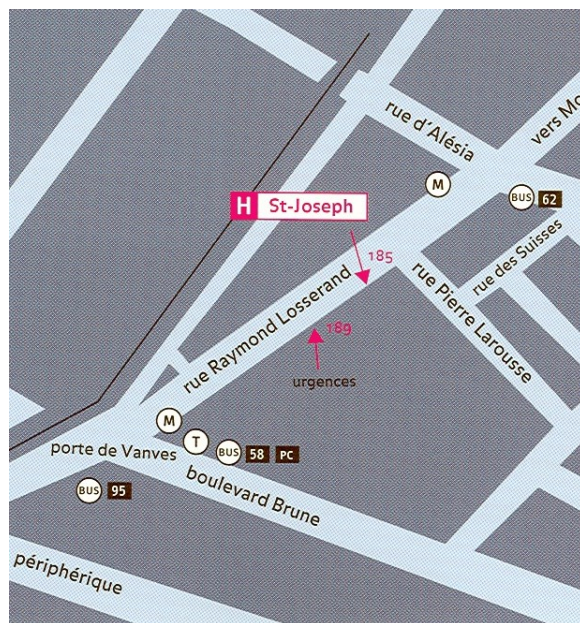 rue d'Alésia
vers Mo
M
BUS 62
H St-Joseph
rue des Suisses
185
rue Pierre Larousse
rue Raymond Losserand
189
urgences
M
T
BUS 58 PC
porte de Vanves
boulevard Brune
BUS 95
périphérique